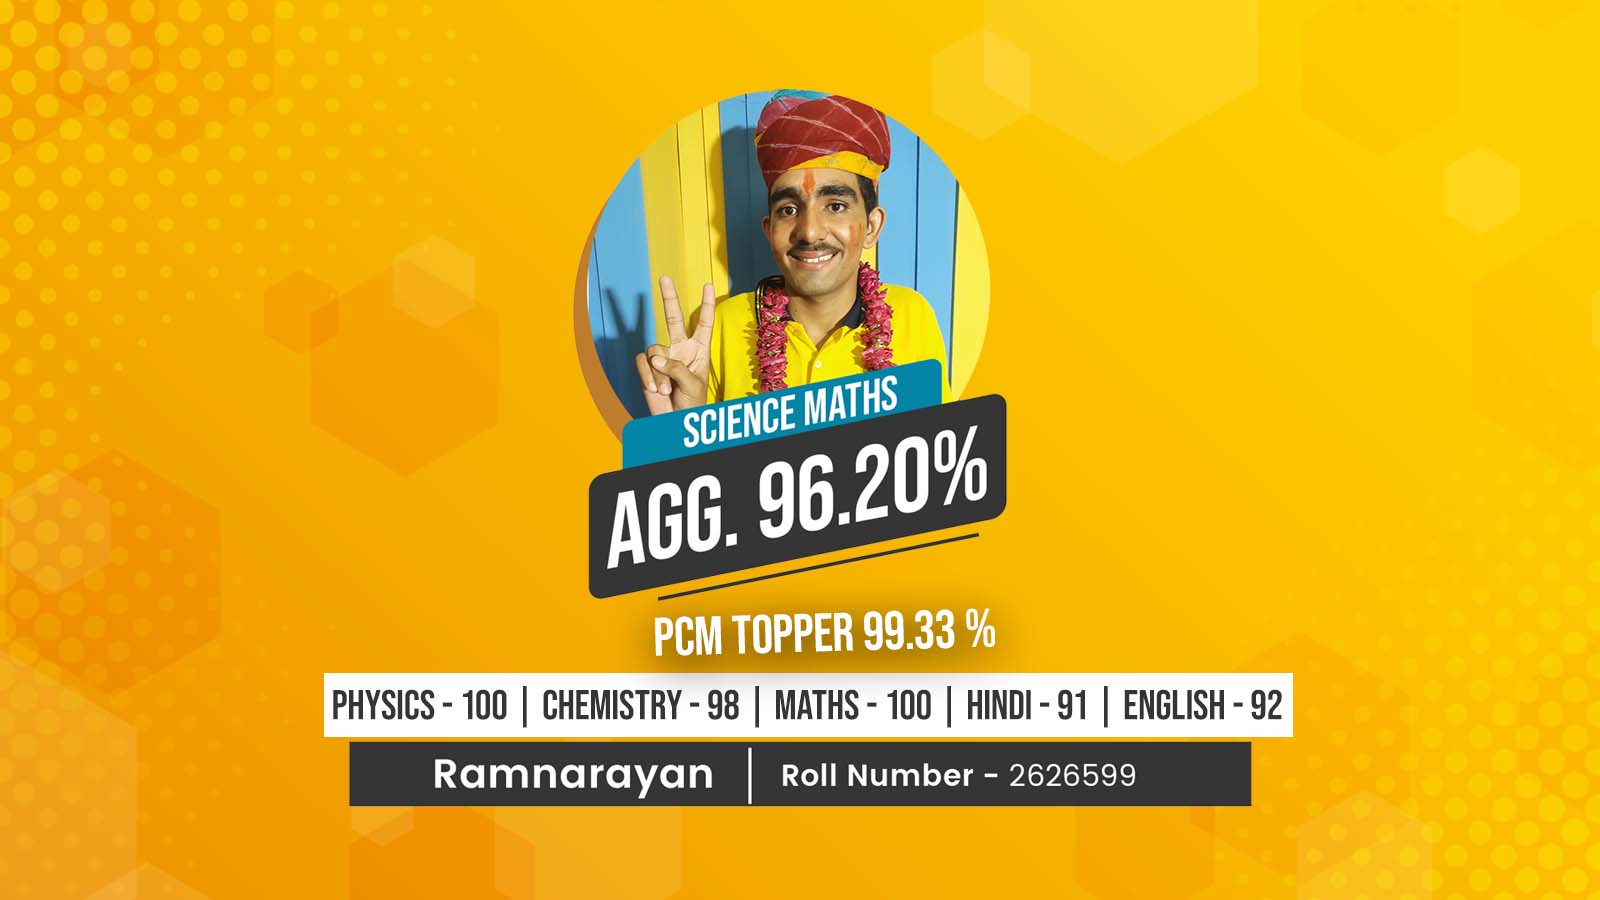 SCIENCE MATHS
AGG. 96.20%
PCM TOPPER 99.33 %
PHYSICS - 100 | CHEMISTRY - 98 | MATHS - 100 | HINDI - 91 | ENGLISH - 92
Ramnarayan | Roll Number - 2626599